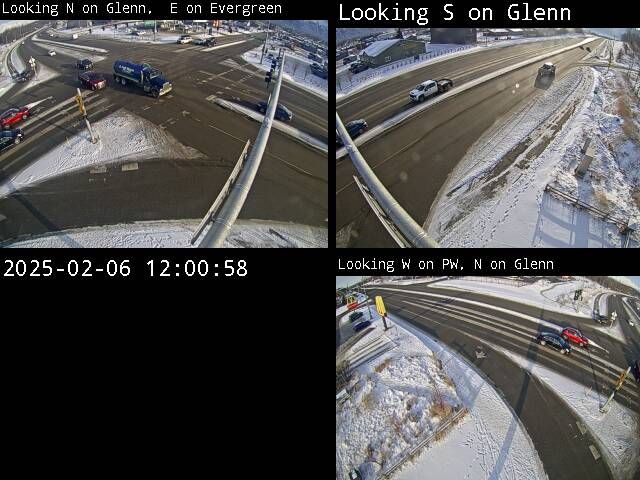 Looking N on Glenn, E on Evergreen
Looking S on Glenn
2025-02-06 12:00:58
Looking W on PW, N on Glenn